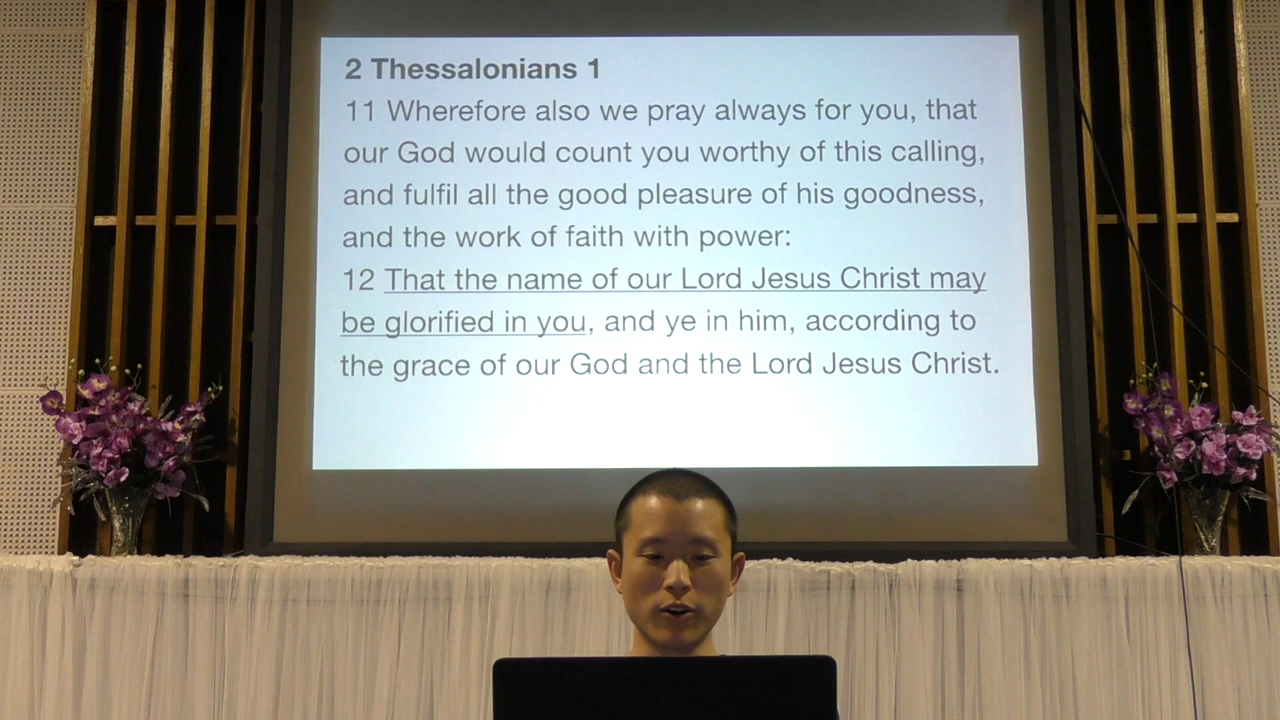 2 Thessalonians 1
11 Wherefore also we pray always for you, that
our God would count you worthy of this calling,
and fulfil all the good pleasure of his goodness,
and the work of faith with power:
12 That the name of our Lord Jesus Christ may
be glorified in you, and ye in him, according to
the grace of our God and the Lord Jesus Christ.